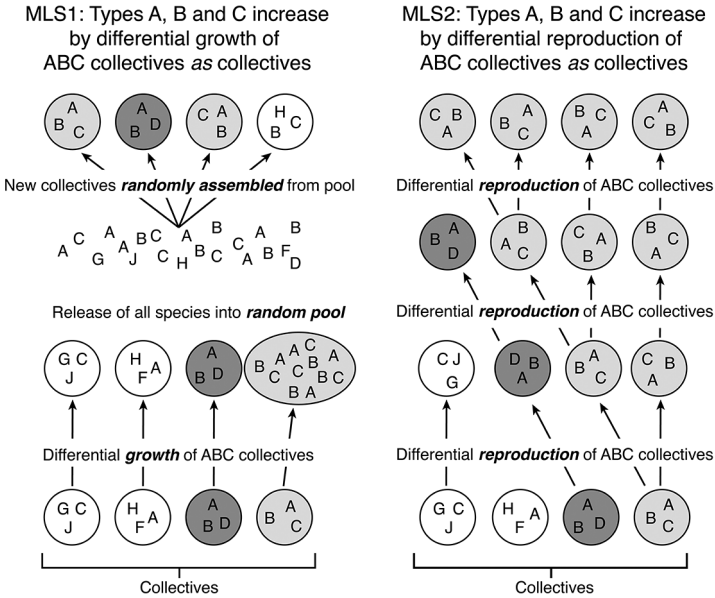 MLS1: Types A, B and C increase
by differential growth of
ABC collectives as collectives
A
B C
A
B D
C A
B
H
B C
New collectives randomly assembled from pool
A C G A A J B C C A H B B C C A A B F B D
Release of all species into random pool
G C
J
H
F A
A
B D
B C A A C B A C B C B A
Differential growth of ABC collectives
G C
J
H
F A
A
B D
B A
C
Collectives
MLS2: Types A, B and C increase
by differential reproduction of
ABC collectives as collectives
C B
A
B A
C
B C
A
C A
B
Differential reproduction of ABC collectives
B A
D
A B
C
C B
A
B C
A
Differential reproduction of ABC collectives
C J
G
D B
A
B A
C
C B
A
Differential reproduction of ABC collectives
G C
J
H
F A
A
B D
B A
C
Collectives